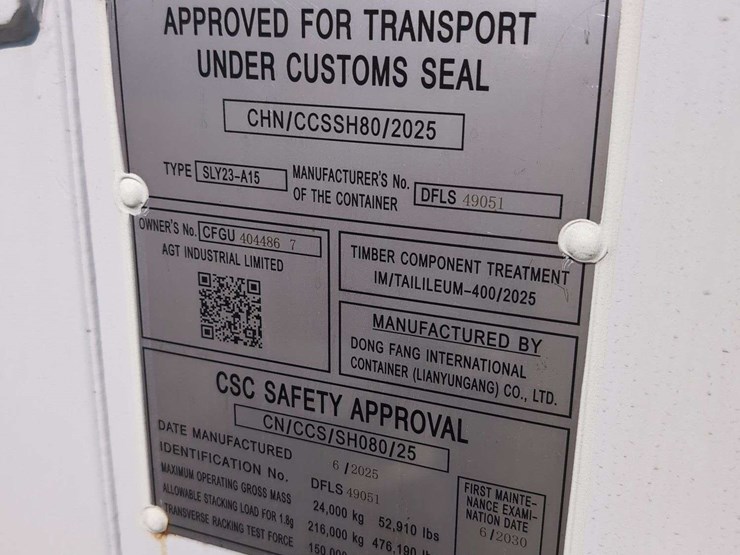 APPROVED FOR TRANSPORT
UNDER CUSTOMS SEAL
CHN/CCSSH80/2025
TYPE SLY23-A15
MANUFACTURER'S No. OF THE CONTAINER DFLS 49051
OWNER'S No. CFGU 404486 7
AGT INDUSTRIAL LIMITED
TIMBER COMPONENT TREATMENT
IM/TAILILEUM-400/2025
MANUFACTURED BY
DONG FANG INTERNATIONAL
CONTAINER (LIANYUNGANG) CO., LTD.
CSC SAFETY APPROVAL
CN/CCS/SH080/25
DATE MANUFACTURED 6/2025
IDENTIFICATION No. DFLS 49051
MAXIMUM OPERATING GROSS MASS 24,000 kg 52,910 lbs
ALLOWABLE STACKING LOAD FOR 1.8g 216,000 kg 476,190
TRANSVERSE RACKING TEST FORCE
FIRST MAINTE-
NANCE EXAMI-
NATION DATE
6/2030